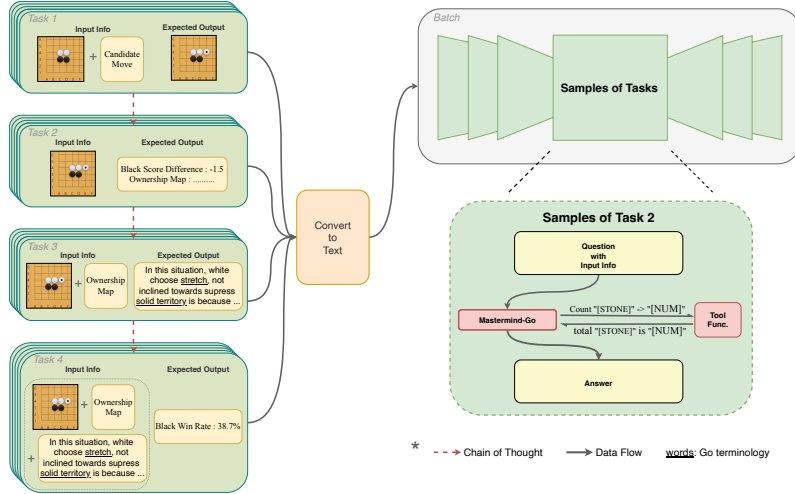 Task 1
Input Info
Expected Output
+
Candidate
Move
Task 2
Input Info
Expected Output
Black Score Difference : -1.5
Ownership Map : ..........
Task 3
Input Info
Expected Output
+
Ownership
Map
In this situation, white
choose stretch, not
inclined towards supress
solid territory is because ...
Task 4
Input Info
Expected Output
+
Ownership
Map
+
In this situation, white
choose stretch, not
inclined towards supress
solid territory is because ...
Black Win Rate : 38.7%
Convert
to
Text
Batch
Samples of Tasks
Samples of Task 2
Question
with
Input Info
Mastermind-Go
Count "[STONE]" -> "[NUM]"
total "[STONE]" is "[NUM]"
Tool
Func.
Answer
* Chain of Thought Data Flow words: Go terminology